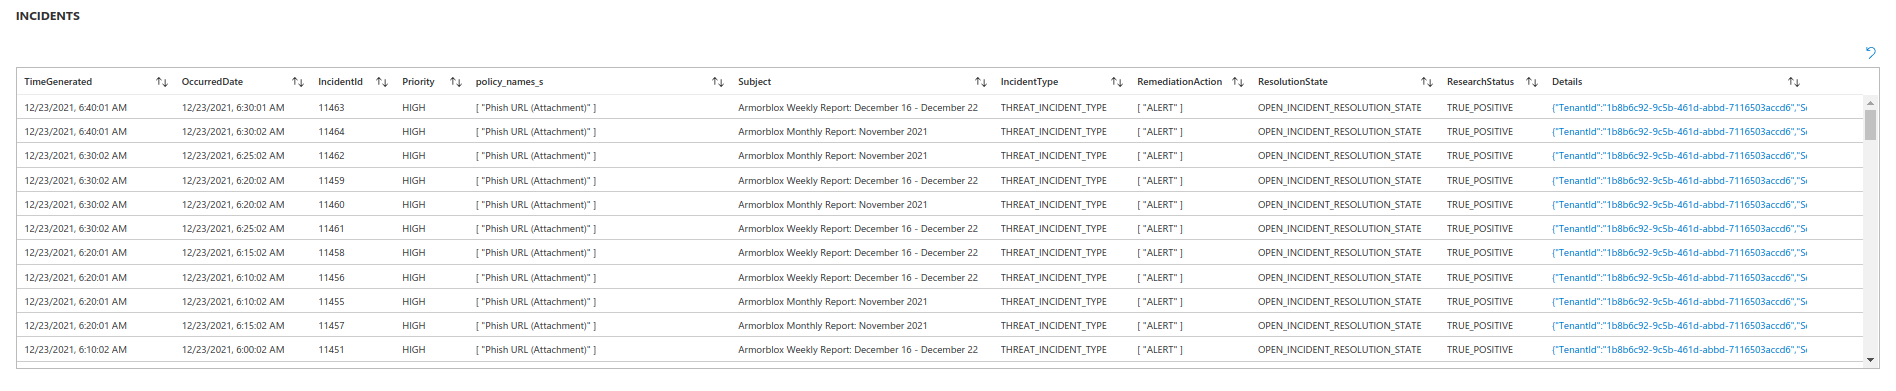 INCIDENTS
TimeGenerated OccurredDate IncidentId Priority policy_names_s Subject IncidentType RemediationAction ResolutionState ResearchStatus Details
12/23/2021, 6:40:01 AM 12/23/2021, 6:30:01 AM 11463 HIGH [ "Phish URL (Attachment)" ] Armorblox Weekly Report: December 16 - December 22 THREAT_INCIDENT_TYPE [ "ALERT" ] OPEN_INCIDENT_RESOLUTION_STATE TRUE_POSITIVE {"TenantId":"1b8b6c92-9c5b-461d-abbd-7116503accd6","So
12/23/2021, 6:40:01 AM 12/23/2021, 6:30:02 AM 11464 HIGH [ "Phish URL (Attachment)" ] Armorblox Monthly Report: November 2021 THREAT_INCIDENT_TYPE [ "ALERT" ] OPEN_INCIDENT_RESOLUTION_STATE TRUE_POSITIVE {"TenantId":"1b8b6c92-9c5b-461d-abbd-7116503accd6","So
12/23/2021, 6:30:02 AM 12/23/2021, 6:25:02 AM 11462 HIGH [ "Phish URL (Attachment)" ] Armorblox Monthly Report: November 2021 THREAT_INCIDENT_TYPE [ "ALERT" ] OPEN_INCIDENT_RESOLUTION_STATE TRUE_POSITIVE {"TenantId":"1b8b6c92-9c5b-461d-abbd-7116503accd6","So
12/23/2021, 6:30:02 AM 12/23/2021, 6:20:02 AM 11459 HIGH [ "Phish URL (Attachment)" ] Armorblox Weekly Report: December 16 - December 22 THREAT_INCIDENT_TYPE [ "ALERT" ] OPEN_INCIDENT_RESOLUTION_STATE TRUE_POSITIVE {"TenantId":"1b8b6c92-9c5b-461d-abbd-7116503accd6","So
12/23/2021, 6:30:02 AM 12/23/2021, 6:20:02 AM 11460 HIGH [ "Phish URL (Attachment)" ] Armorblox Monthly Report: November 2021 THREAT_INCIDENT_TYPE [ "ALERT" ] OPEN_INCIDENT_RESOLUTION_STATE TRUE_POSITIVE {"TenantId":"1b8b6c92-9c5b-461d-abbd-7116503accd6","So
12/23/2021, 6:30:02 AM 12/23/2021, 6:25:02 AM 11461 HIGH [ "Phish URL (Attachment)" ] Armorblox Weekly Report: December 16 - December 22 THREAT_INCIDENT_TYPE [ "ALERT" ] OPEN_INCIDENT_RESOLUTION_STATE TRUE_POSITIVE {"TenantId":"1b8b6c92-9c5b-461d-abbd-7116503accd6","So
12/23/2021, 6:20:01 AM 12/23/2021, 6:15:02 AM 11458 HIGH [ "Phish URL (Attachment)" ] Armorblox Weekly Report: December 16 - December 22 THREAT_INCIDENT_TYPE [ "ALERT" ] OPEN_INCIDENT_RESOLUTION_STATE TRUE_POSITIVE {"TenantId":"1b8b6c92-9c5b-461d-abbd-7116503accd6","So
12/23/2021, 6:20:01 AM 12/23/2021, 6:10:02 AM 11456 HIGH [ "Phish URL (Attachment)" ] Armorblox Weekly Report: December 16 - December 22 THREAT_INCIDENT_TYPE [ "ALERT" ] OPEN_INCIDENT_RESOLUTION_STATE TRUE_POSITIVE {"TenantId":"1b8b6c92-9c5b-461d-abbd-7116503accd6","So
12/23/2021, 6:20:01 AM 12/23/2021, 6:10:02 AM 11455 HIGH [ "Phish URL (Attachment)" ] Armorblox Monthly Report: November 2021 THREAT_INCIDENT_TYPE [ "ALERT" ] OPEN_INCIDENT_RESOLUTION_STATE TRUE_POSITIVE {"TenantId":"1b8b6c92-9c5b-461d-abbd-7116503accd6","So
12/23/2021, 6:20:01 AM 12/23/2021, 6:15:02 AM 11457 HIGH [ "Phish URL (Attachment)" ] Armorblox Monthly Report: November 2021 THREAT_INCIDENT_TYPE [ "ALERT" ] OPEN_INCIDENT_RESOLUTION_STATE TRUE_POSITIVE {"TenantId":"1b8b6c92-9c5b-461d-abbd-7116503accd6","So
12/23/2021, 6:10:02 AM 12/23/2021, 6:00:02 AM 11451 HIGH [ "Phish URL (Attachment)" ] Armorblox Weekly Report: December 16 - December 22 THREAT_INCIDENT_TYPE [ "ALERT" ] OPEN_INCIDENT_RESOLUTION_STATE TRUE_POSITIVE {"TenantId":"1b8b6c92-9c5b-461d-abbd-7116503accd6","So